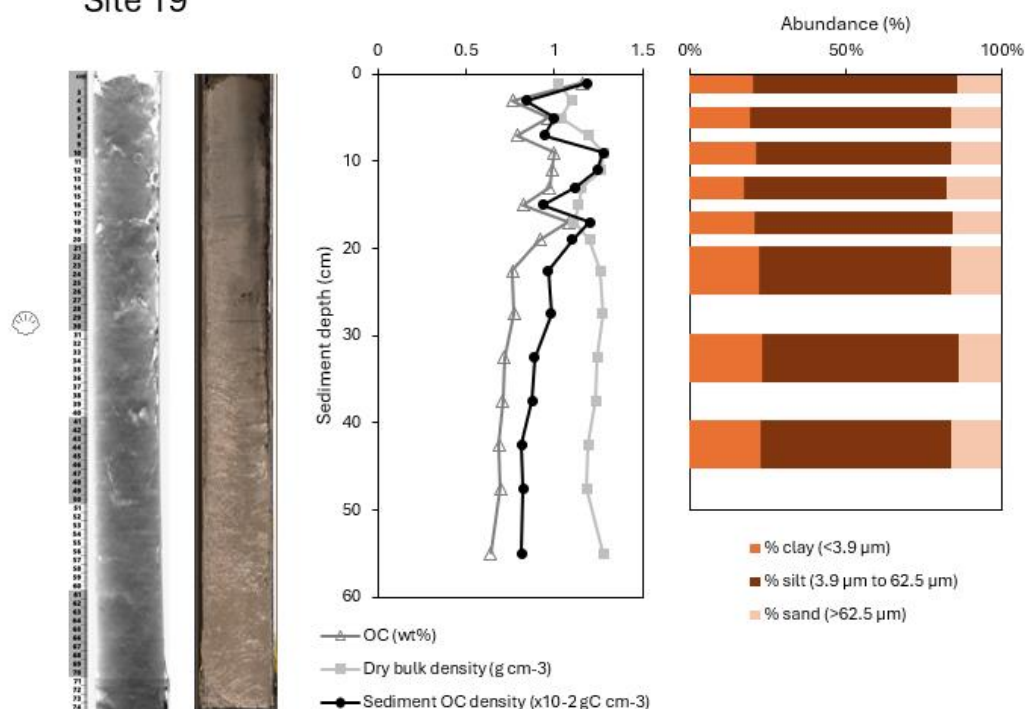 Site 19
Abundance (%)
0 0.5 1 1.5
0% 50% 100%
Sediment depth (cm)
0
10
20
30
40
50
60
% clay (<3.9 µm)
% silt (3.9 µm to 62.5 µm)
% sand (>62.5 µm)
OC (wt%)
Dry bulk density (g cm-3)
Sediment OC density (x10-2 gC cm-3)